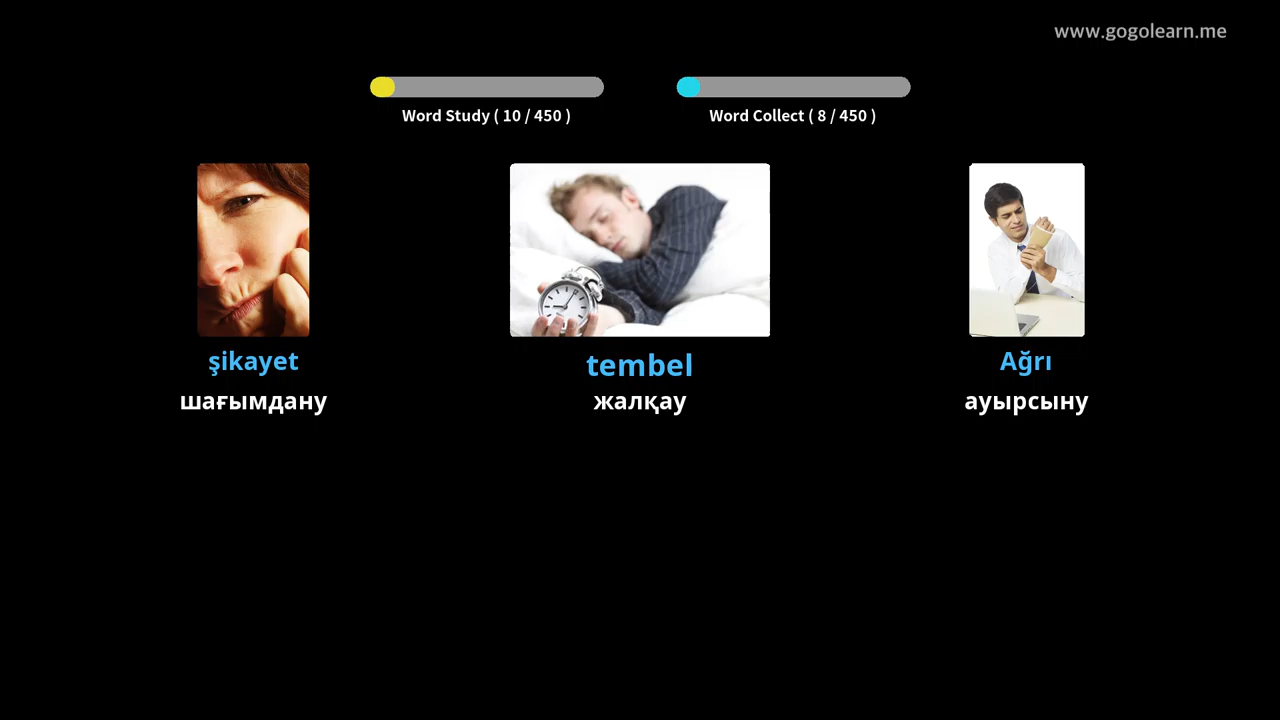 www.gogolearn.me
Word Study ( 10 / 450 )
Word Collect ( 8 / 450 )
şikayet
tembel
Ağrı
шағымдану
жалқау
ауырсыну